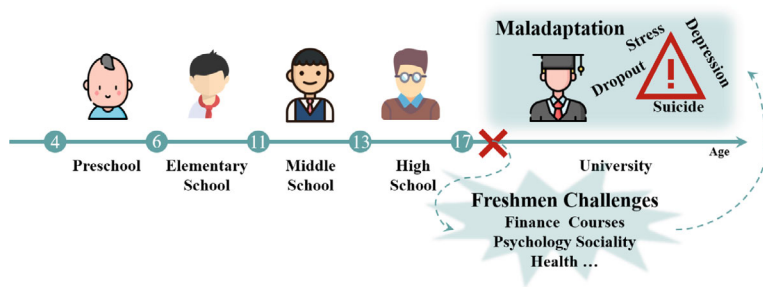 Maladaptation
Stress
Depression
Dropout
!
Suicide
4
6
11
13
17
Age
Preschool
Elementary
School
Middle
School
High
School
University
Freshmen Challenges
Finance Courses
Psychology Sociality
Health ...